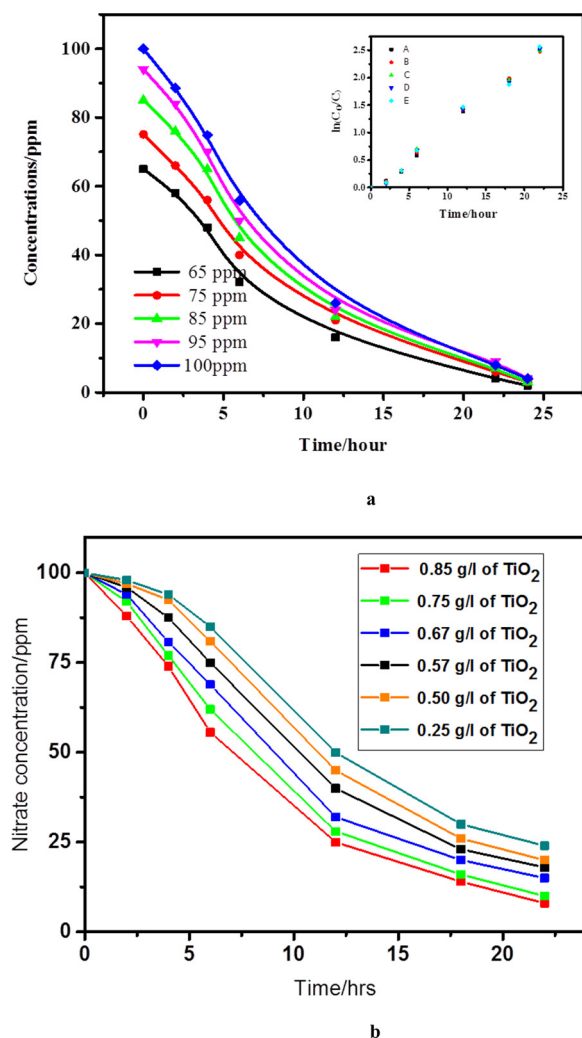 100
80
60
40
20
0
Concentrations/ppm
65 ppm
75 ppm
85 ppm
95 ppm
100ppm
0 5 10 15 20 25
Time/hour
2.5
2.0
1.5
1.0
0.5
0.0
A
B
C
D
E
0 5 10 15 20 25
Time/hour
a
100
75
50
25
0
Nitrate concentration/ppm
0.85 g/l of TiO2
0.75 g/l of TiO2
0.67 g/l of TiO2
0.57 g/l of TiO2
0.50 g/l of TiO2
0.25 g/l of TiO2
0 5 10 15 20
Time/hrs
b